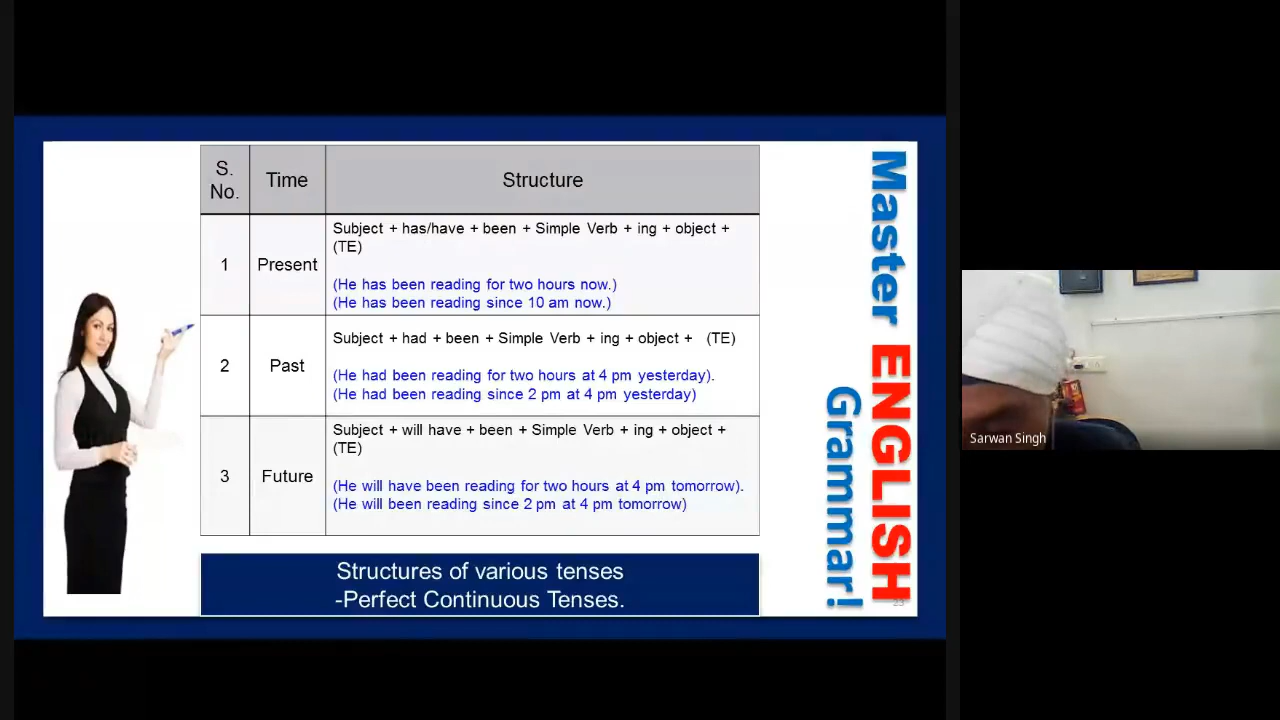 S.
No.
Time
Structure
1
Present
Subject + has/have + been + Simple Verb + ing + object +
(TE)
(He has been reading for two hours now.)
(He has been reading since 10 am now.)
2
Past
Subject + had + been + Simple Verb + ing + object + (TE)
(He had been reading for two hours at 4 pm yesterday).
(He had been reading since 2 pm at 4 pm yesterday)
3
Future
Subject + will have + been + Simple Verb + ing + object +
(TE)
(He will have been reading for two hours at 4 pm tomorrow).
(He will been reading since 2 pm at 4 pm tomorrow)
Structures of various tenses
-Perfect Continuous Tenses.
Master ENGLISH
Grammar!
23
Sarwan Singh